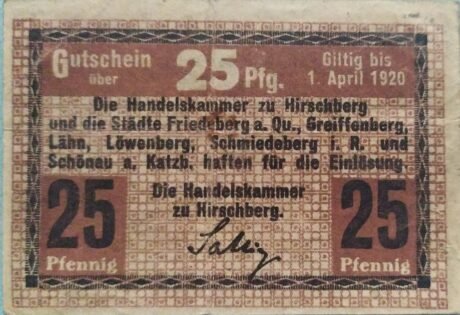 Gutschein über 25 Pfg. Giltig bis 1. April 1920
Die Handelskammer zu Hirschberg
und die Städte Friedeberg a. Qu., Greiffenberg,
Lähn, Löwenberg, Schmiedeberg i. R. und
Schönau a. Katzb. haften für die Einlösung
Die Handelskammer
zu Hirschberg.
25 Pfennig 25 Pfennig